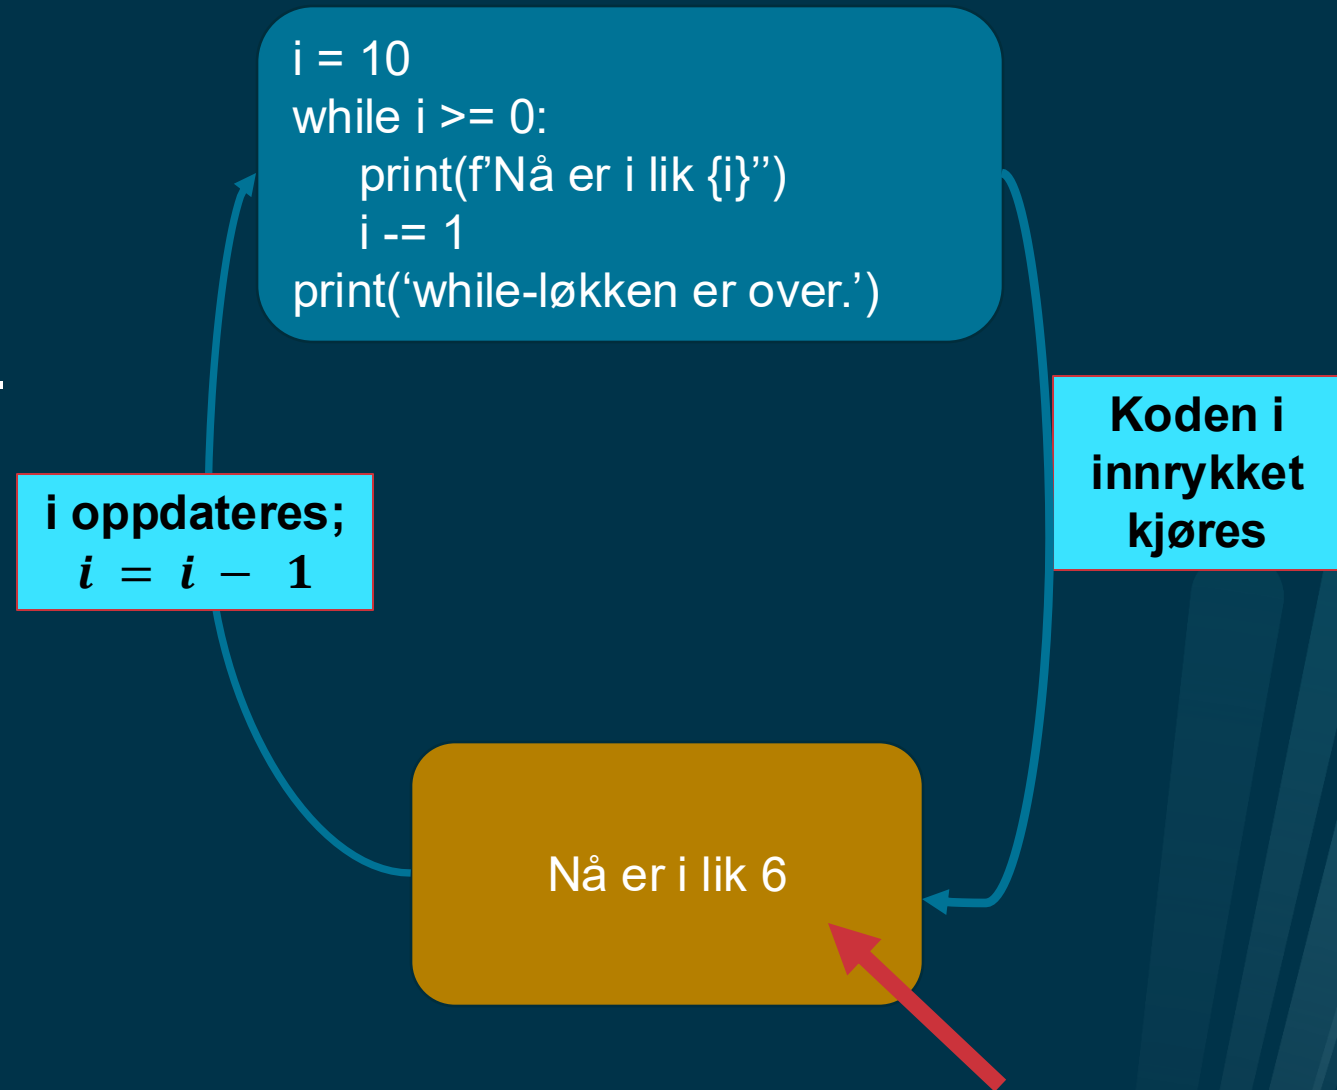 i = 10
while i >= 0:
print(f’Nå er i lik {i}’’)
i -= 1
print(‘while-løkken er over.’)
Koden i
innrykket
kjøres
i oppdateres;
i = i − 1
Nå er i lik 6